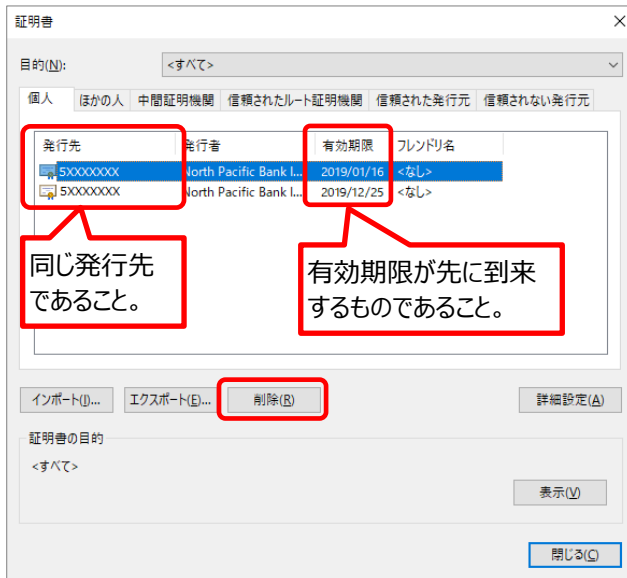 証明書
目的(N): <すべて>
個人 ほかの人 中間証明機関 信頼されたルート証明機関 信頼された発行元 信頼されない発行元
発行先 発行者 有効期限 フレンドリ名
5XXXXXXX North Pacific Bank I... 2019/01/16 <なし>
5XXXXXXX North Pacific Bank I... 2019/12/25 <なし>
同じ発行先
であること。
有効期限が先に到来
するものであること。
インポート(I)... エクスポート(E)... 削除(R) 詳細設定(A)
証明書の目的
<すべて>
表示(V)
閉じる(C)